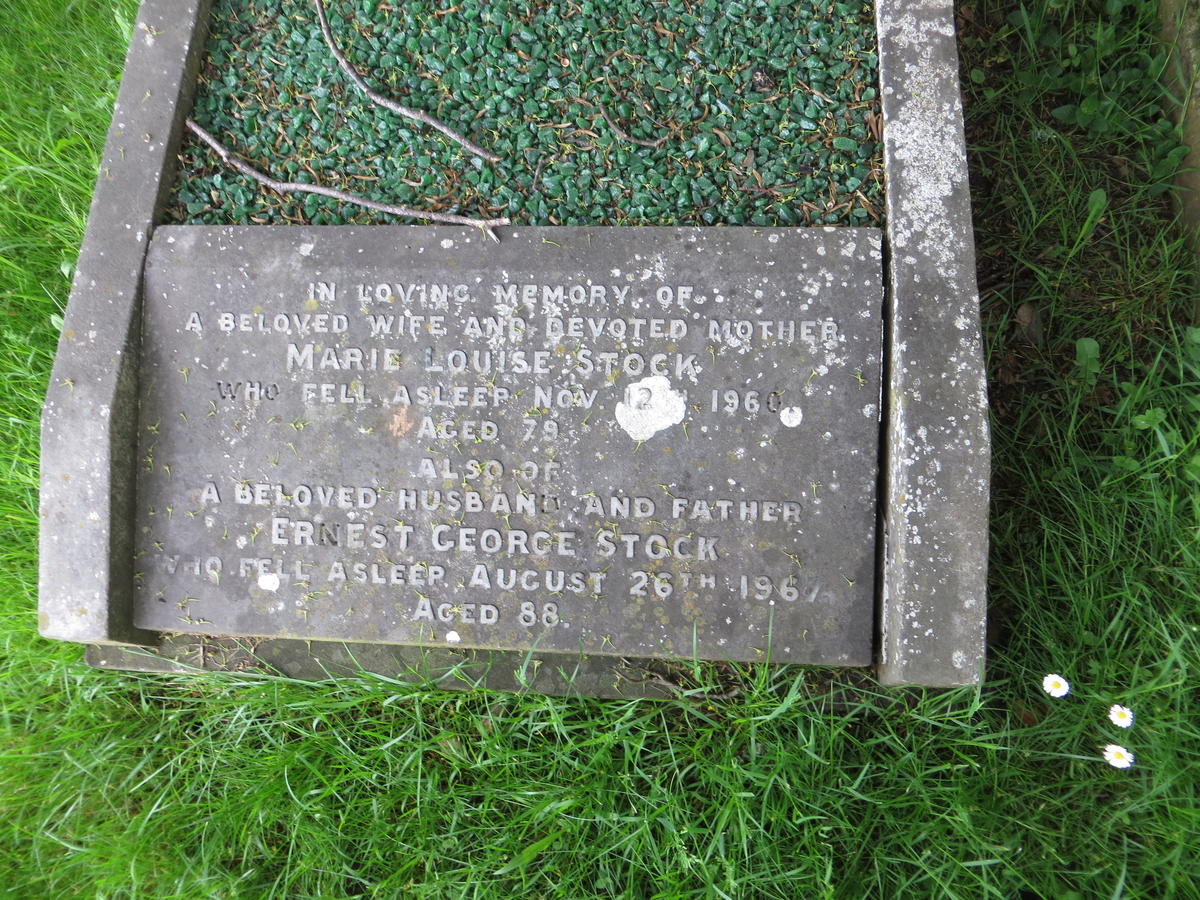 IN LOVING MEMORY OF
A BELOVED WIFE AND DEVOTED MOTHER
MARIE LOUISE STOCK
WHO FELL ASLEEP NOV 1960
AGED 79
ALSO OF
A BELOVED HUSBAND AND FATHER
ERNEST GEORGE STOCK
WHO FELL ASLEEP AUGUST 26TH 1967.
AGED 88.